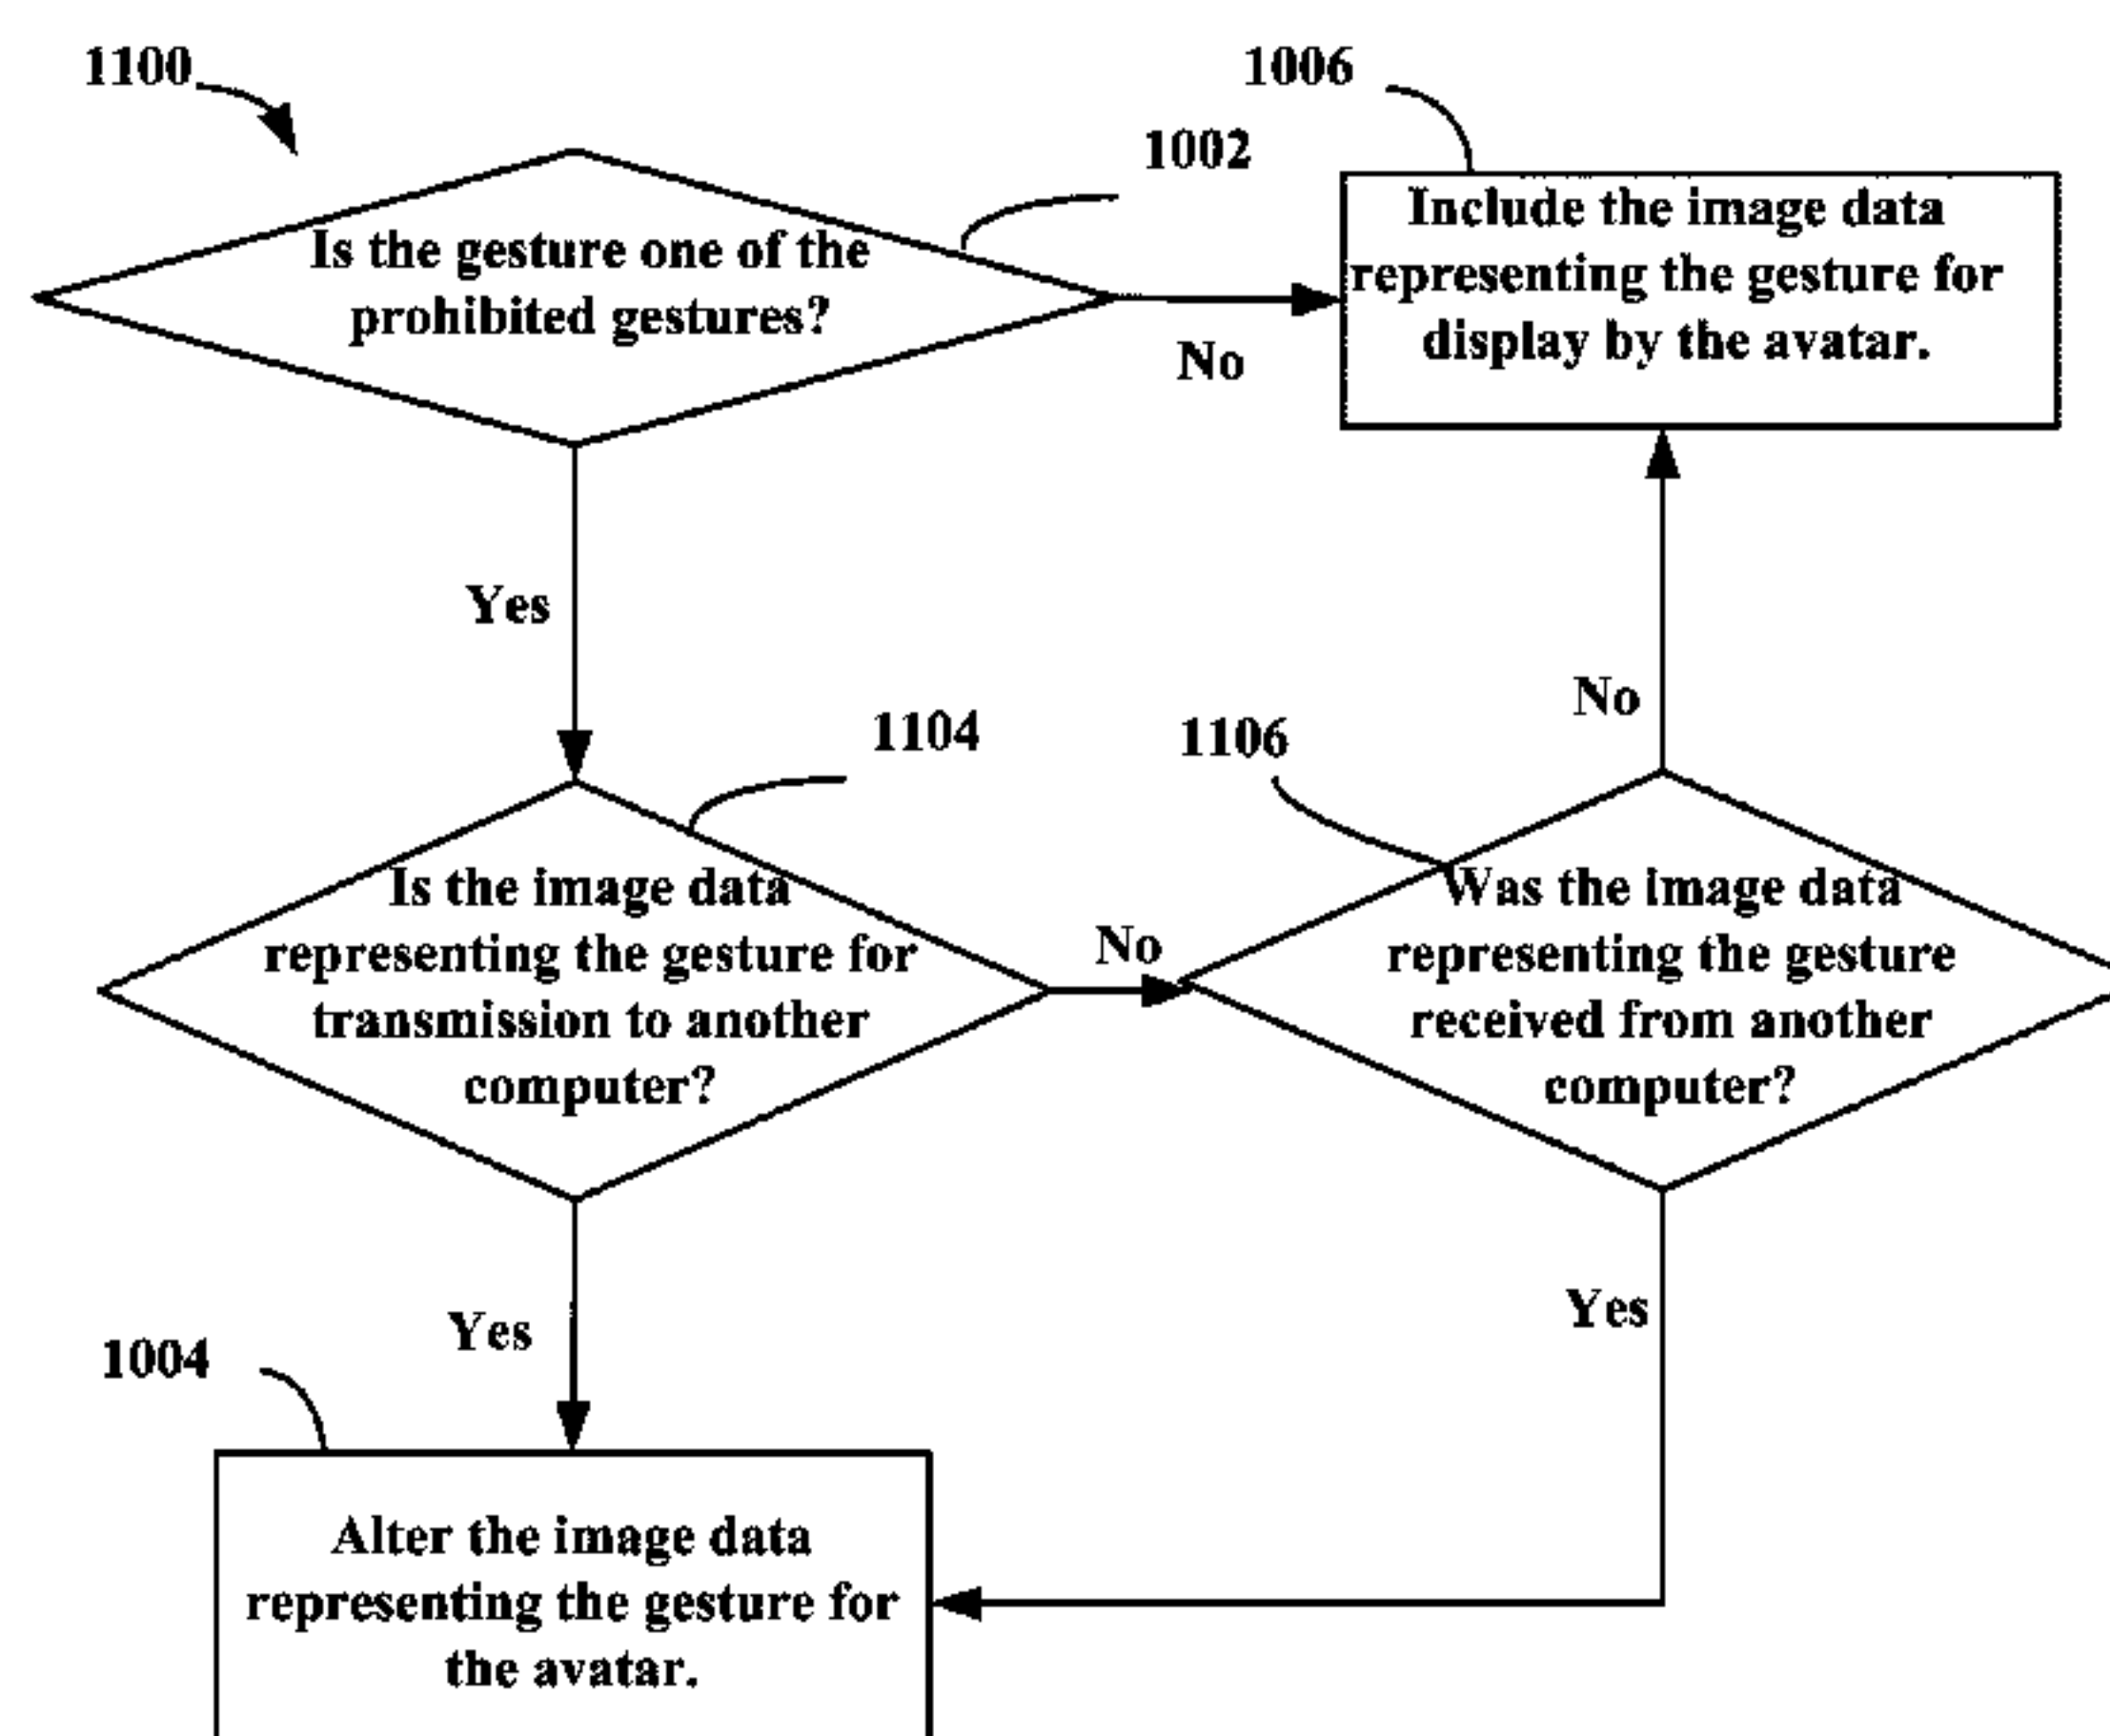 1100
1006
1002
Is the gesture one of the
prohibited gestures?
Include the image data
representing the gesture for
display by the avatar.
No
Yes
No
1104
1106
Is the image data
representing the gesture for
transmission to another
computer?
No
Was the image data
representing the gesture
received from another
computer?
Yes
Yes
1004
Alter the image data
representing the gesture for
the avatar.